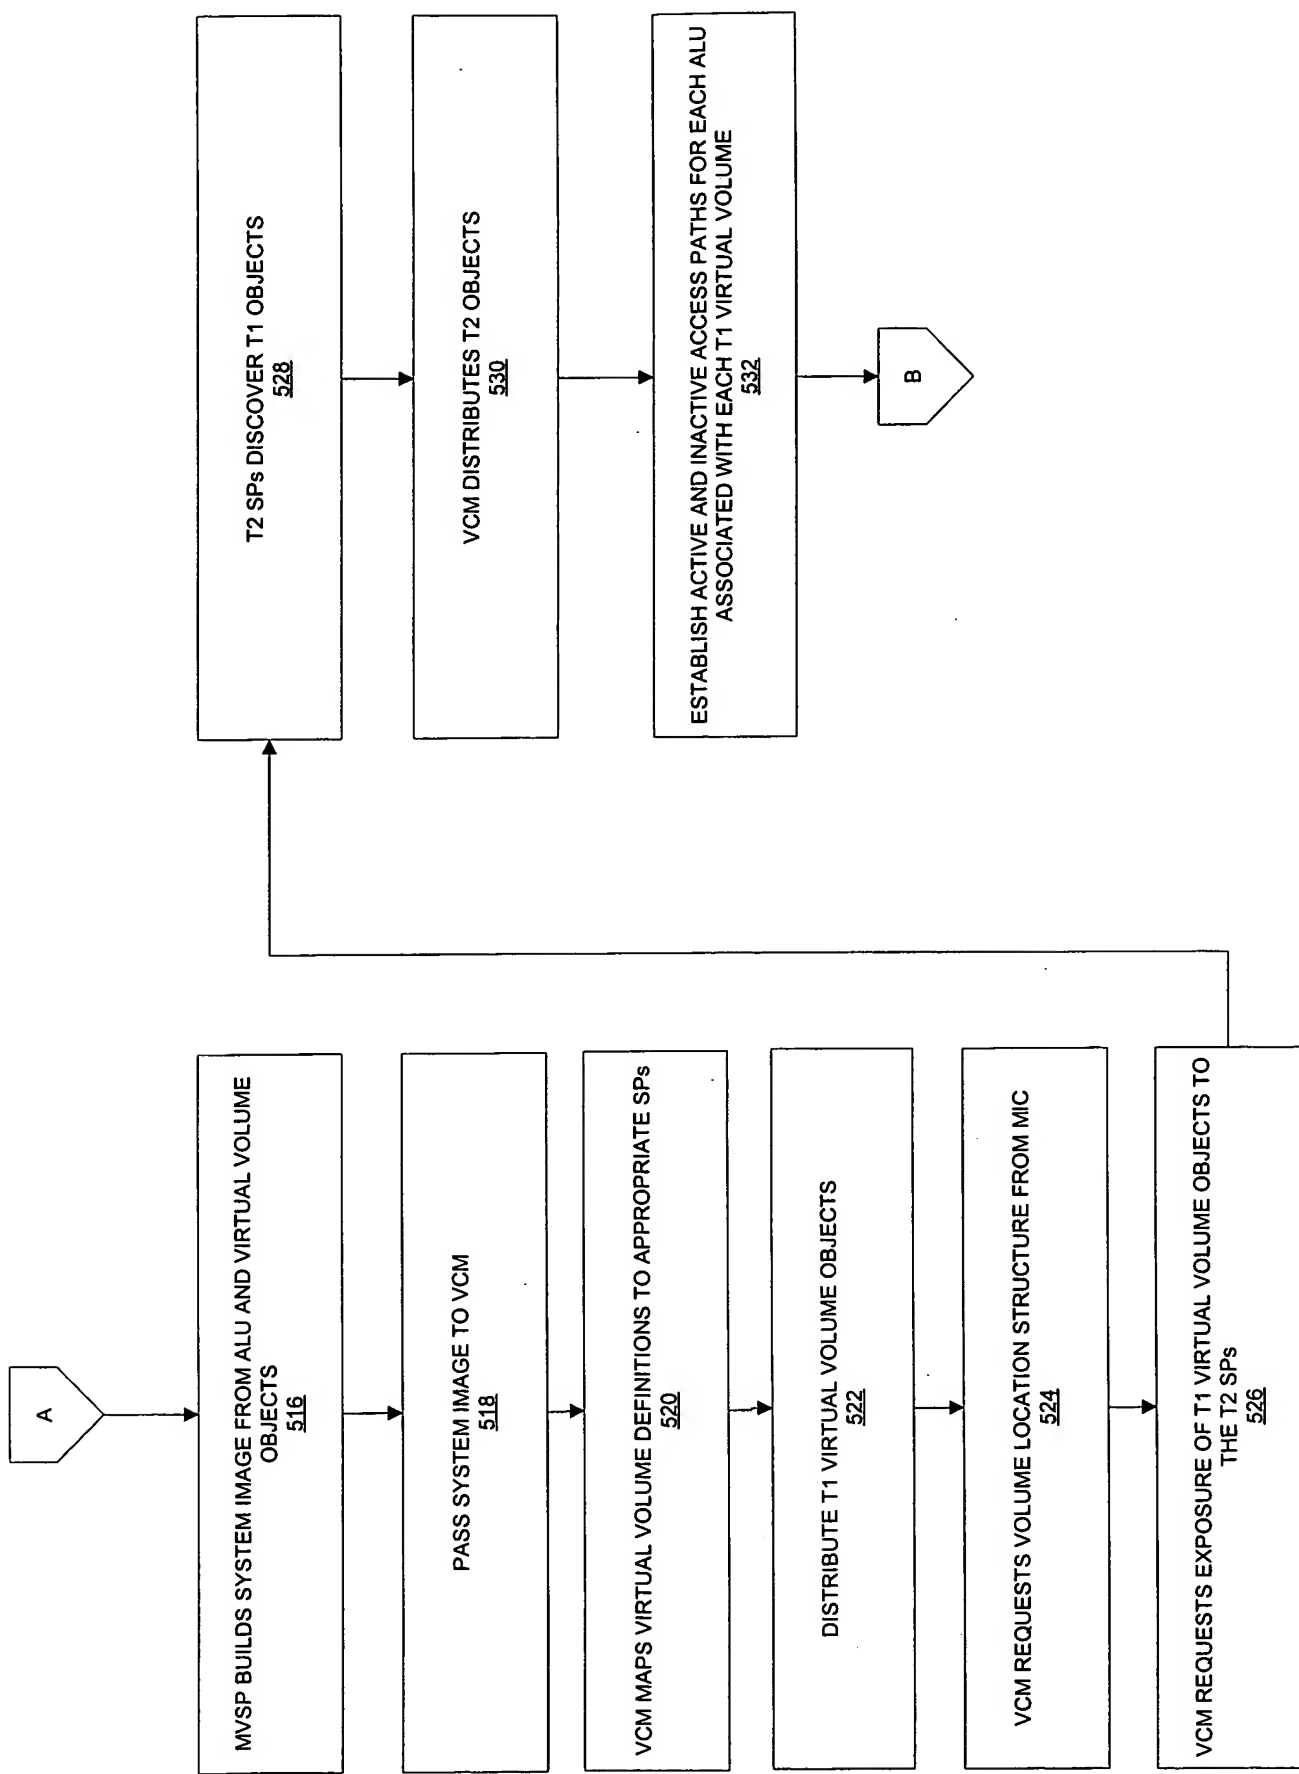 A
MVSP BUILDS SYSTEM IMAGE FROM ALU AND VIRTUAL VOLUME
OBJECTS
516
PASS SYSTEM IMAGE TO VCM
518
VCM MAPS VIRTUAL VOLUME DEFINITIONS TO APPROPRIATE SPs
520
DISTRIBUTE T1 VIRTUAL VOLUME OBJECTS
522
VCM REQUESTS VOLUME LOCATION STRUCTURE FROM MIC
524
VCM REQUESTS EXPOSURE OF T1 VIRTUAL VOLUME OBJECTS TO
THE T2 SPs
526
T2 SPs DISCOVER T1 OBJECTS
528
VCM DISTRIBUTES T2 OBJECTS
530
ESTABLISH ACTIVE AND INACTIVE ACCESS PATHS FOR EACH ALU
ASSOCIATED WITH EACH T1 VIRTUAL VOLUME
532
B